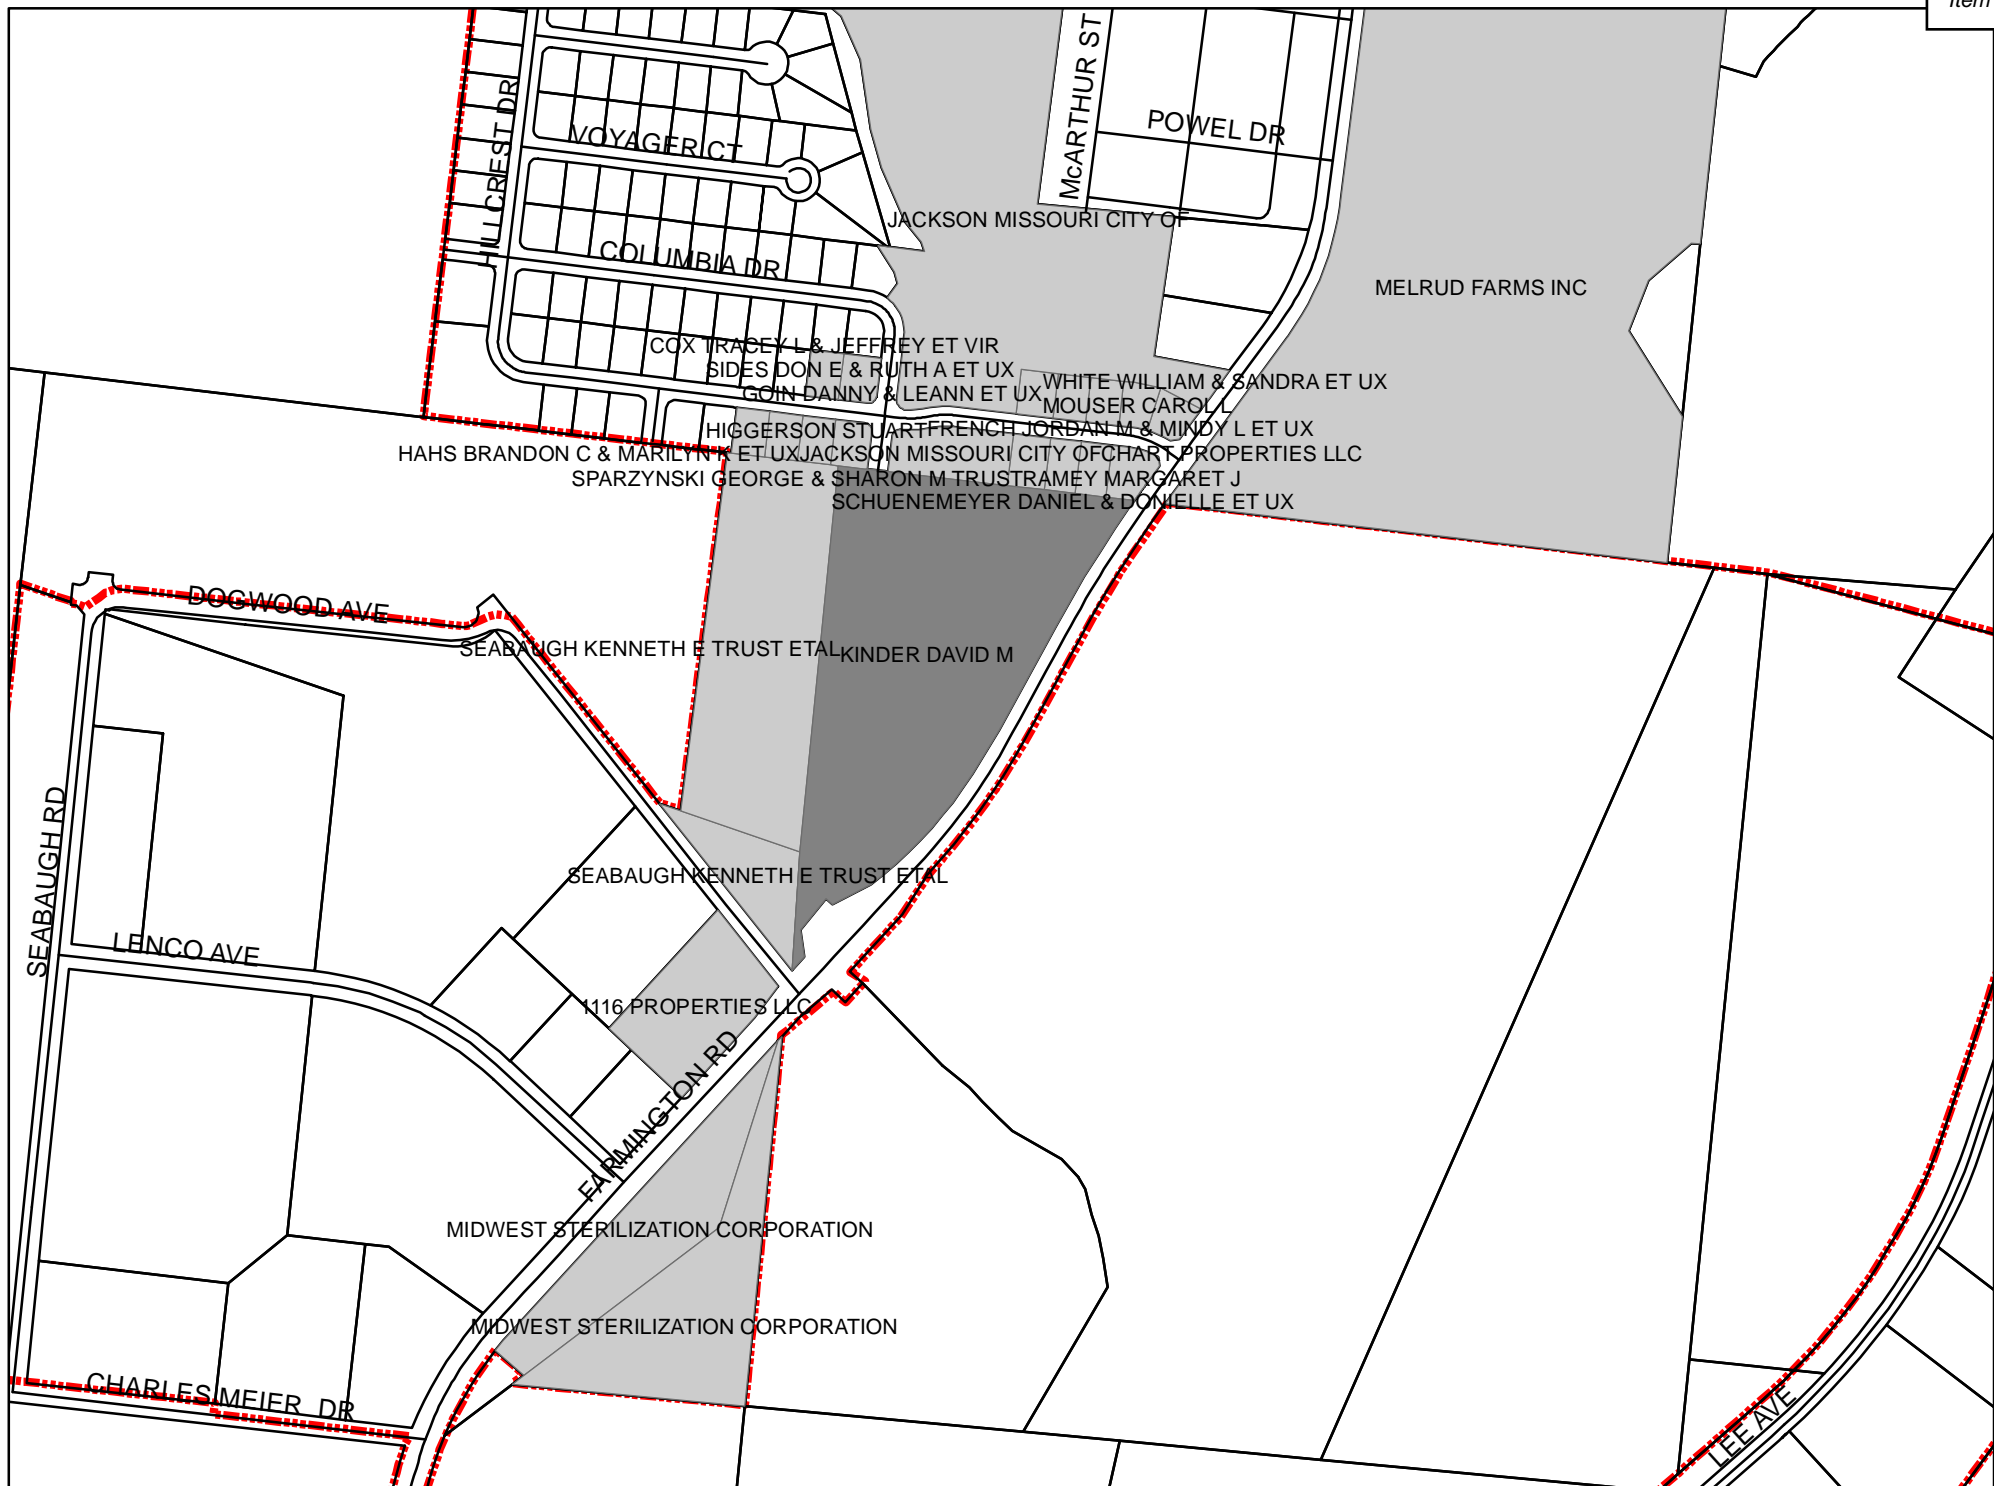 Item
McARTHUR ST
HILLCREST DR
VOYAGER CT
POWEL DR
JACKSON MISSOURI CITY OF
COLUMBIA DR
MELRUD FARMS INC
COX TRACEY L & JEFFREY ET VIR
SIDES DON E & RUTH A ET UX
WHITE WILLIAM & SANDRA ET UX
GOIN DANNY & LEANN ET UX
MOUSER CAROL L
HIGGERSON STUART
FRENCH JORDAN M & MINDY L ET UX
HAHS BRANDON C & MARILYN R ET UX
JACKSON MISSOURI CITY OF
CHART PROPERTIES LLC
SPARZYNSKI GEORGE & SHARON M TRUST
RAMEY MARGARET J
SCHUENEMEYER DANIEL & DONIELLE ET UX
DOGWOOD AVE
SEABAUGH KENNETH E TRUST ETAL
KINDER DAVID M
SEABAUGH RD
SEABAUGH KENNETH E TRUST ETAL
LENCO AVE
1116 PROPERTIES LLC
FARMINGTON RD
MIDWEST STERILIZATION CORPORATION
MIDWEST STERILIZATION CORPORATION
CHARLES MEIER DR
LEE AVE